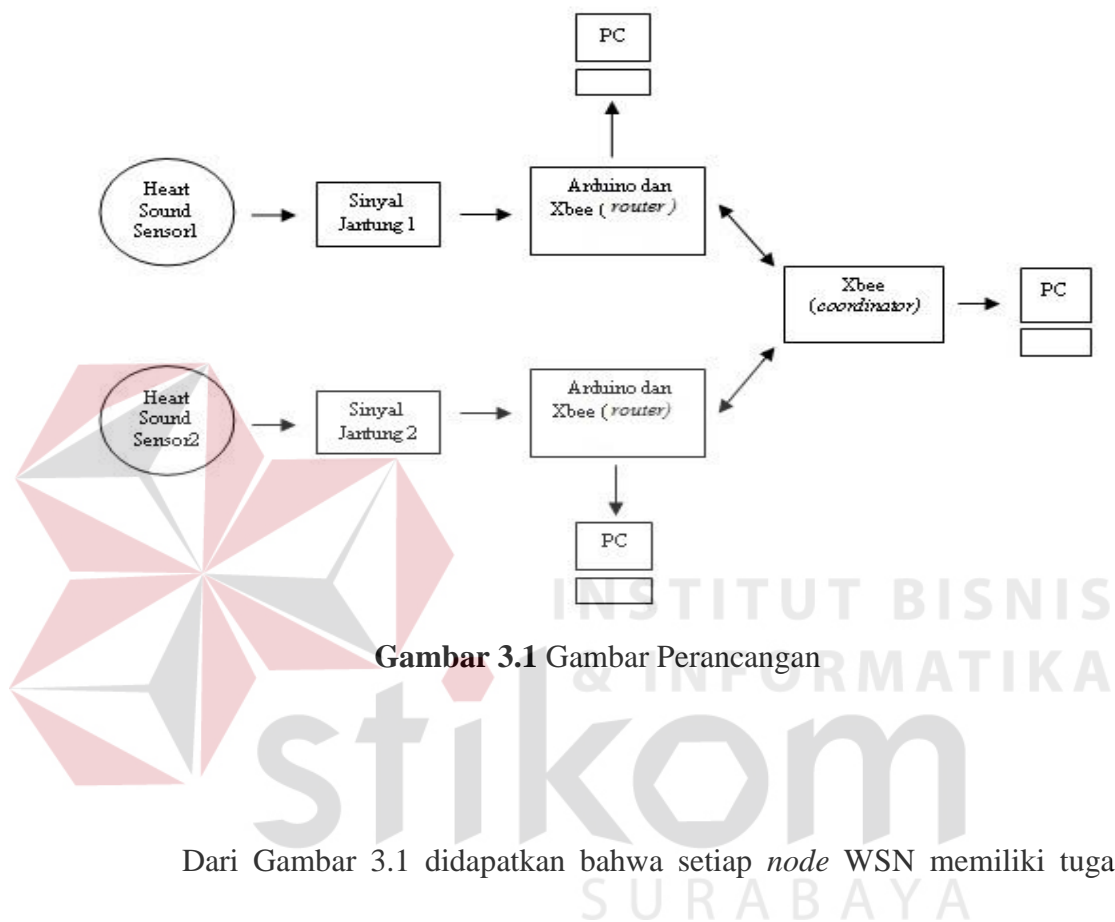 PC
Heart
Sound
Sensor1
Sinyal
Jantung 1
Arduino dan
Xbee ( router )
Xbee
(coordinator)
PC
Heart
Sound
Sensor2
Sinyal
Jantung 2
Arduino dan
Xbee ( router)
PC
INSTITUT BISNIS
Gambar 3.1 Gambar Perancangan
& INFORMATIKA
stikom
Dari Gambar 3.1 didapatkan bahwa setiap node WSN memiliki tuga
SURABAYA